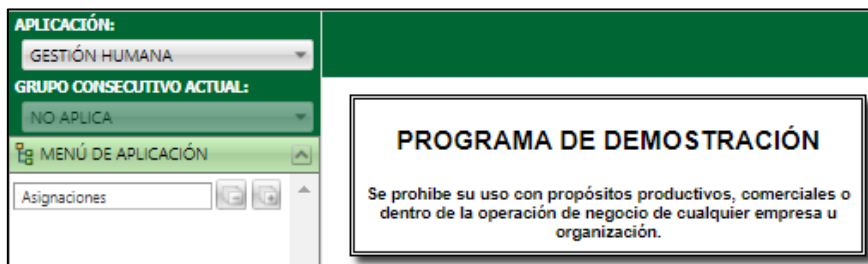 APLICACIÓN:
GESTIÓN HUMANA
GRUPO CONSECUTIVO ACTUAL:
NO APLICA
MENÚ DE APLICACIÓN
Asignaciones
PROGRAMA DE DEMOSTRACIÓN
Se prohibe su uso con propósitos productivos, comerciales o
dentro de la operación de negocio de cualquier empresa u
organización.